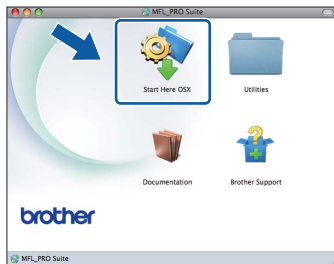 MFL_PRO Suite
Start Here OSX
Utilities
Documentation
Brother Support
brother
MFL_PRO Suite